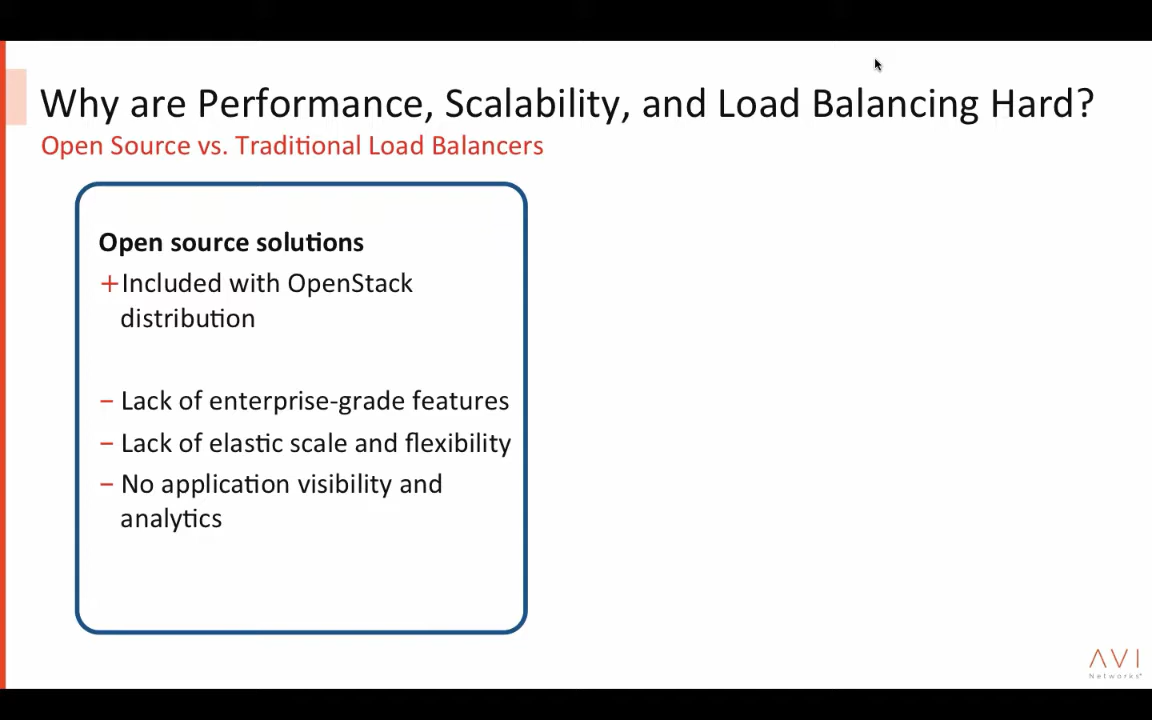 Why are Performance, Scalability, and Load Balancing Hard?
Open Source vs. Traditional Load Balancers
Open source solutions
+Included with OpenStack
distribution
– Lack of enterprise-grade features
– Lack of elastic scale and flexibility
– No application visibility and
analytics
AVI
Networks